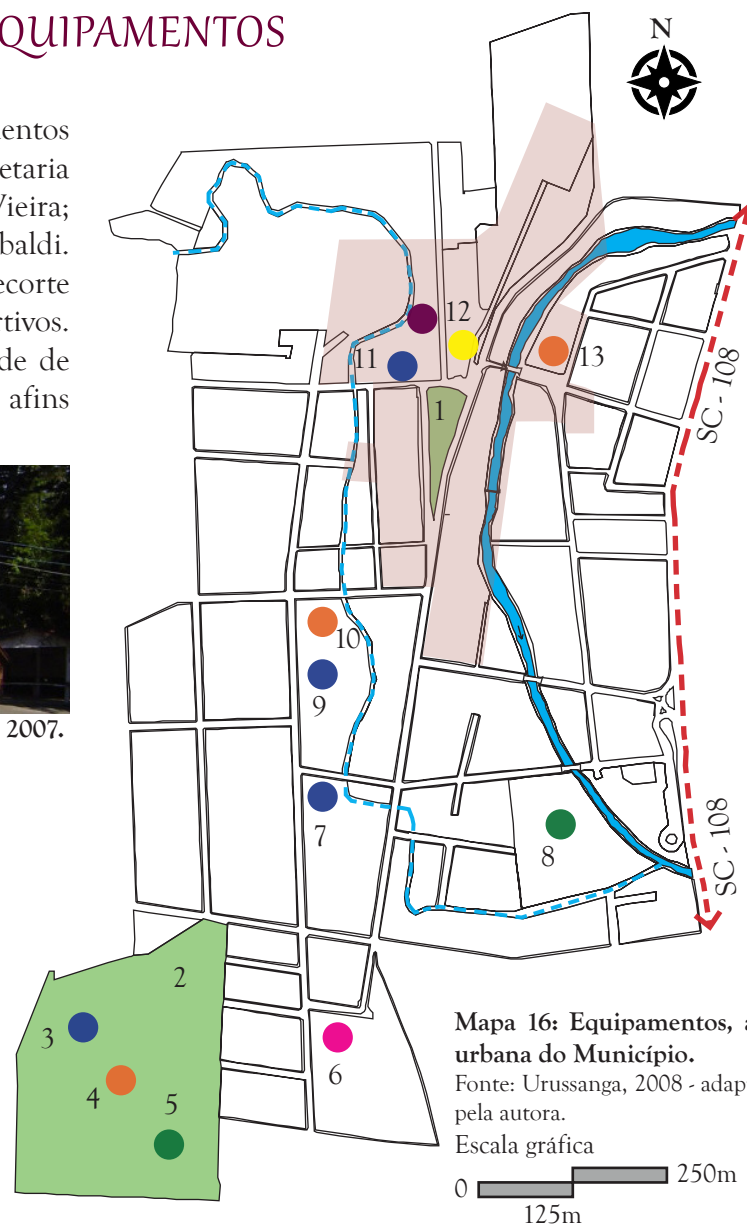 QUIPAMENTOS
N
entos
etaria
Vieira;
baldi.
ecorte
rtivos.
de de
afins
2007.
12
11
13
1
SC - 108
10
9
7
8
SC - 108
2
3
4
5
6
Mapa 16: Equipamentos, a
urbana do Município.
Fonte: Urussanga, 2008 - adap
pela autora.
Escala gráfica
0
250m
125m